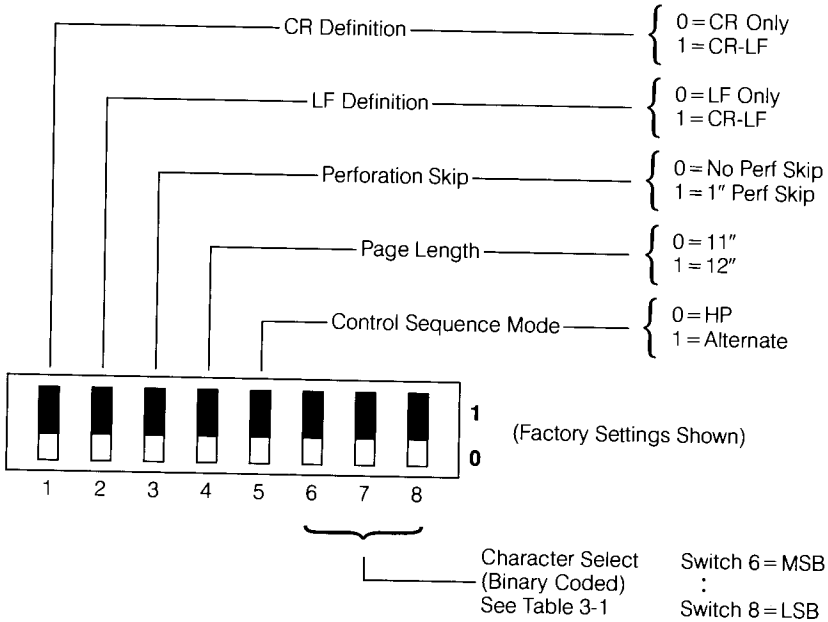 CR Definition
0=CR Only
1=CR-LF
LF Definition
0=LF Only
1=CR-LF
Perforation Skip
0=No Perf Skip
1=1″ Perf Skip
Page Length
0=11″
1=12″
Control Sequence Mode
0=HP
1=Alternate
1
(Factory Settings Shown)
0
1 2 3 4 5 6 7 8
Character Select
(Binary Coded)
See Table 3-1
Switch 6=MSB
:
Switch 8=LSB